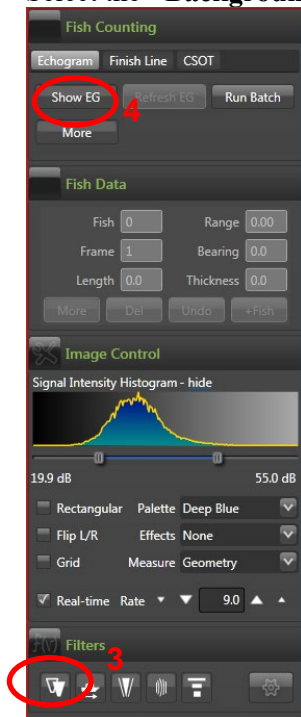 Fish Counting
Echogram Finish Line CSOT
Show EG Refresh EG Run Batch
4
More
Fish Data
Fish 0 Range 0.00
Frame 1 Bearing 0.0
Length 0.0 Thickness 0.0
More Del Undo +Fish
Image Control
Signal Intensity Histogram - hide
19.9 dB 55.0 dB
Rectangular Palette Deep Blue
Flip L/R Effects None
Grid Measure Geometry
Real-time Rate 9.0
f(v) Filters
3